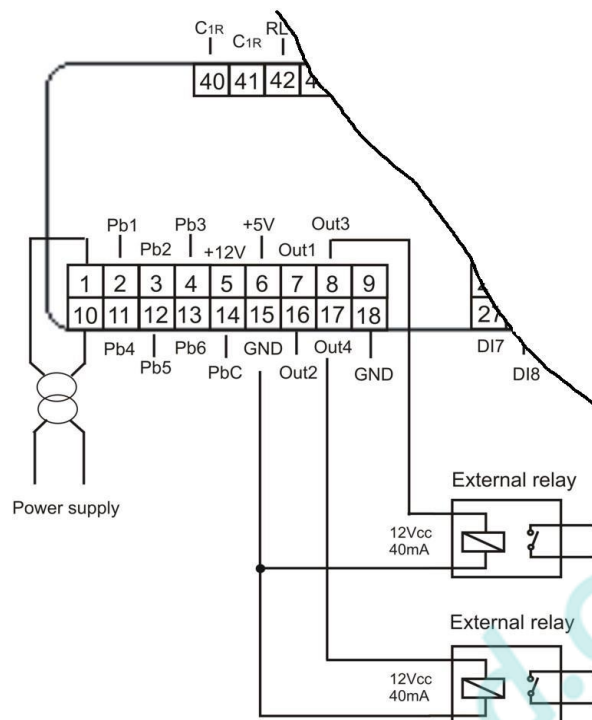 C1R C1R RL
40 41 42 4
Pb1 Pb2 Pb3 +12V +5V Out1 Out3
1 2 3 4 5 6 7 8 9
10 11 12 13 14 15 16 17 18
27
Pb4 Pb5 Pb6 PbC GND Out2 Out4 GND
DI7 DI8
Power supply
External relay
12Vcc
40mA
External relay
12Vcc
40mA